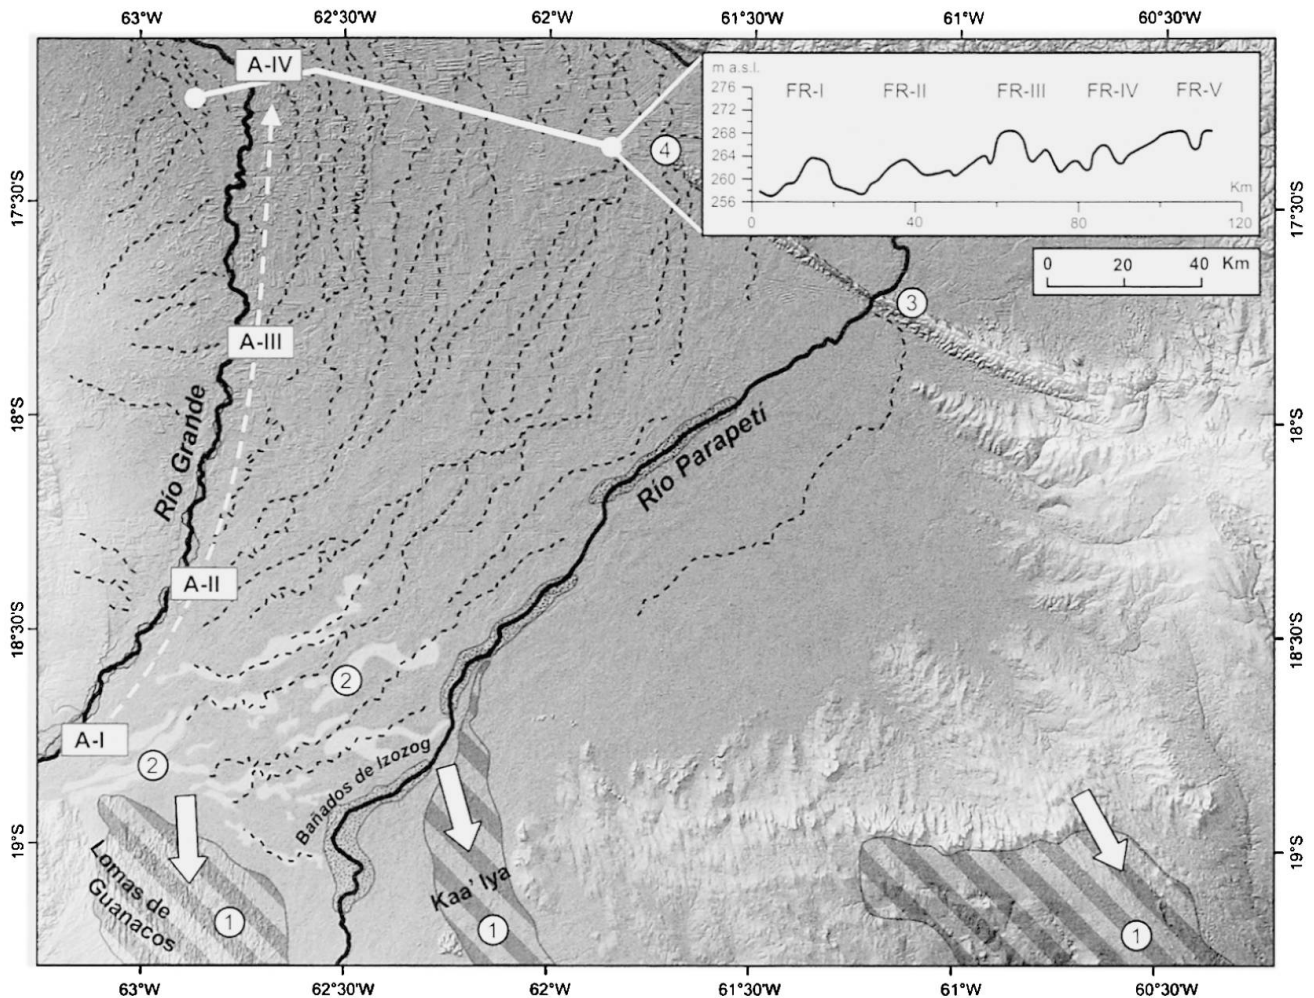 63°W 62°30'W 62°W 61°30'W 61°W 60°30'W
A-IV
m a.s.l.
276
272
268
264
260
256
FR-I FR-II FR-III FR-IV FR-V
Km
0 40 80 120
4
17°30'S
17°30'S
0 20 40 Km
3
A-III
Río Grande
18°S
18°S
Río Parapetí
A-II
18°30'S
18°30'S
2
A-I
2
Bañados de Izozog
19°S
19°S
Lomas de
Guanacos
1
Kaa' Iya
1
1
63°W 62°30'W 62°W 61°30'W 61°W 60°30'W